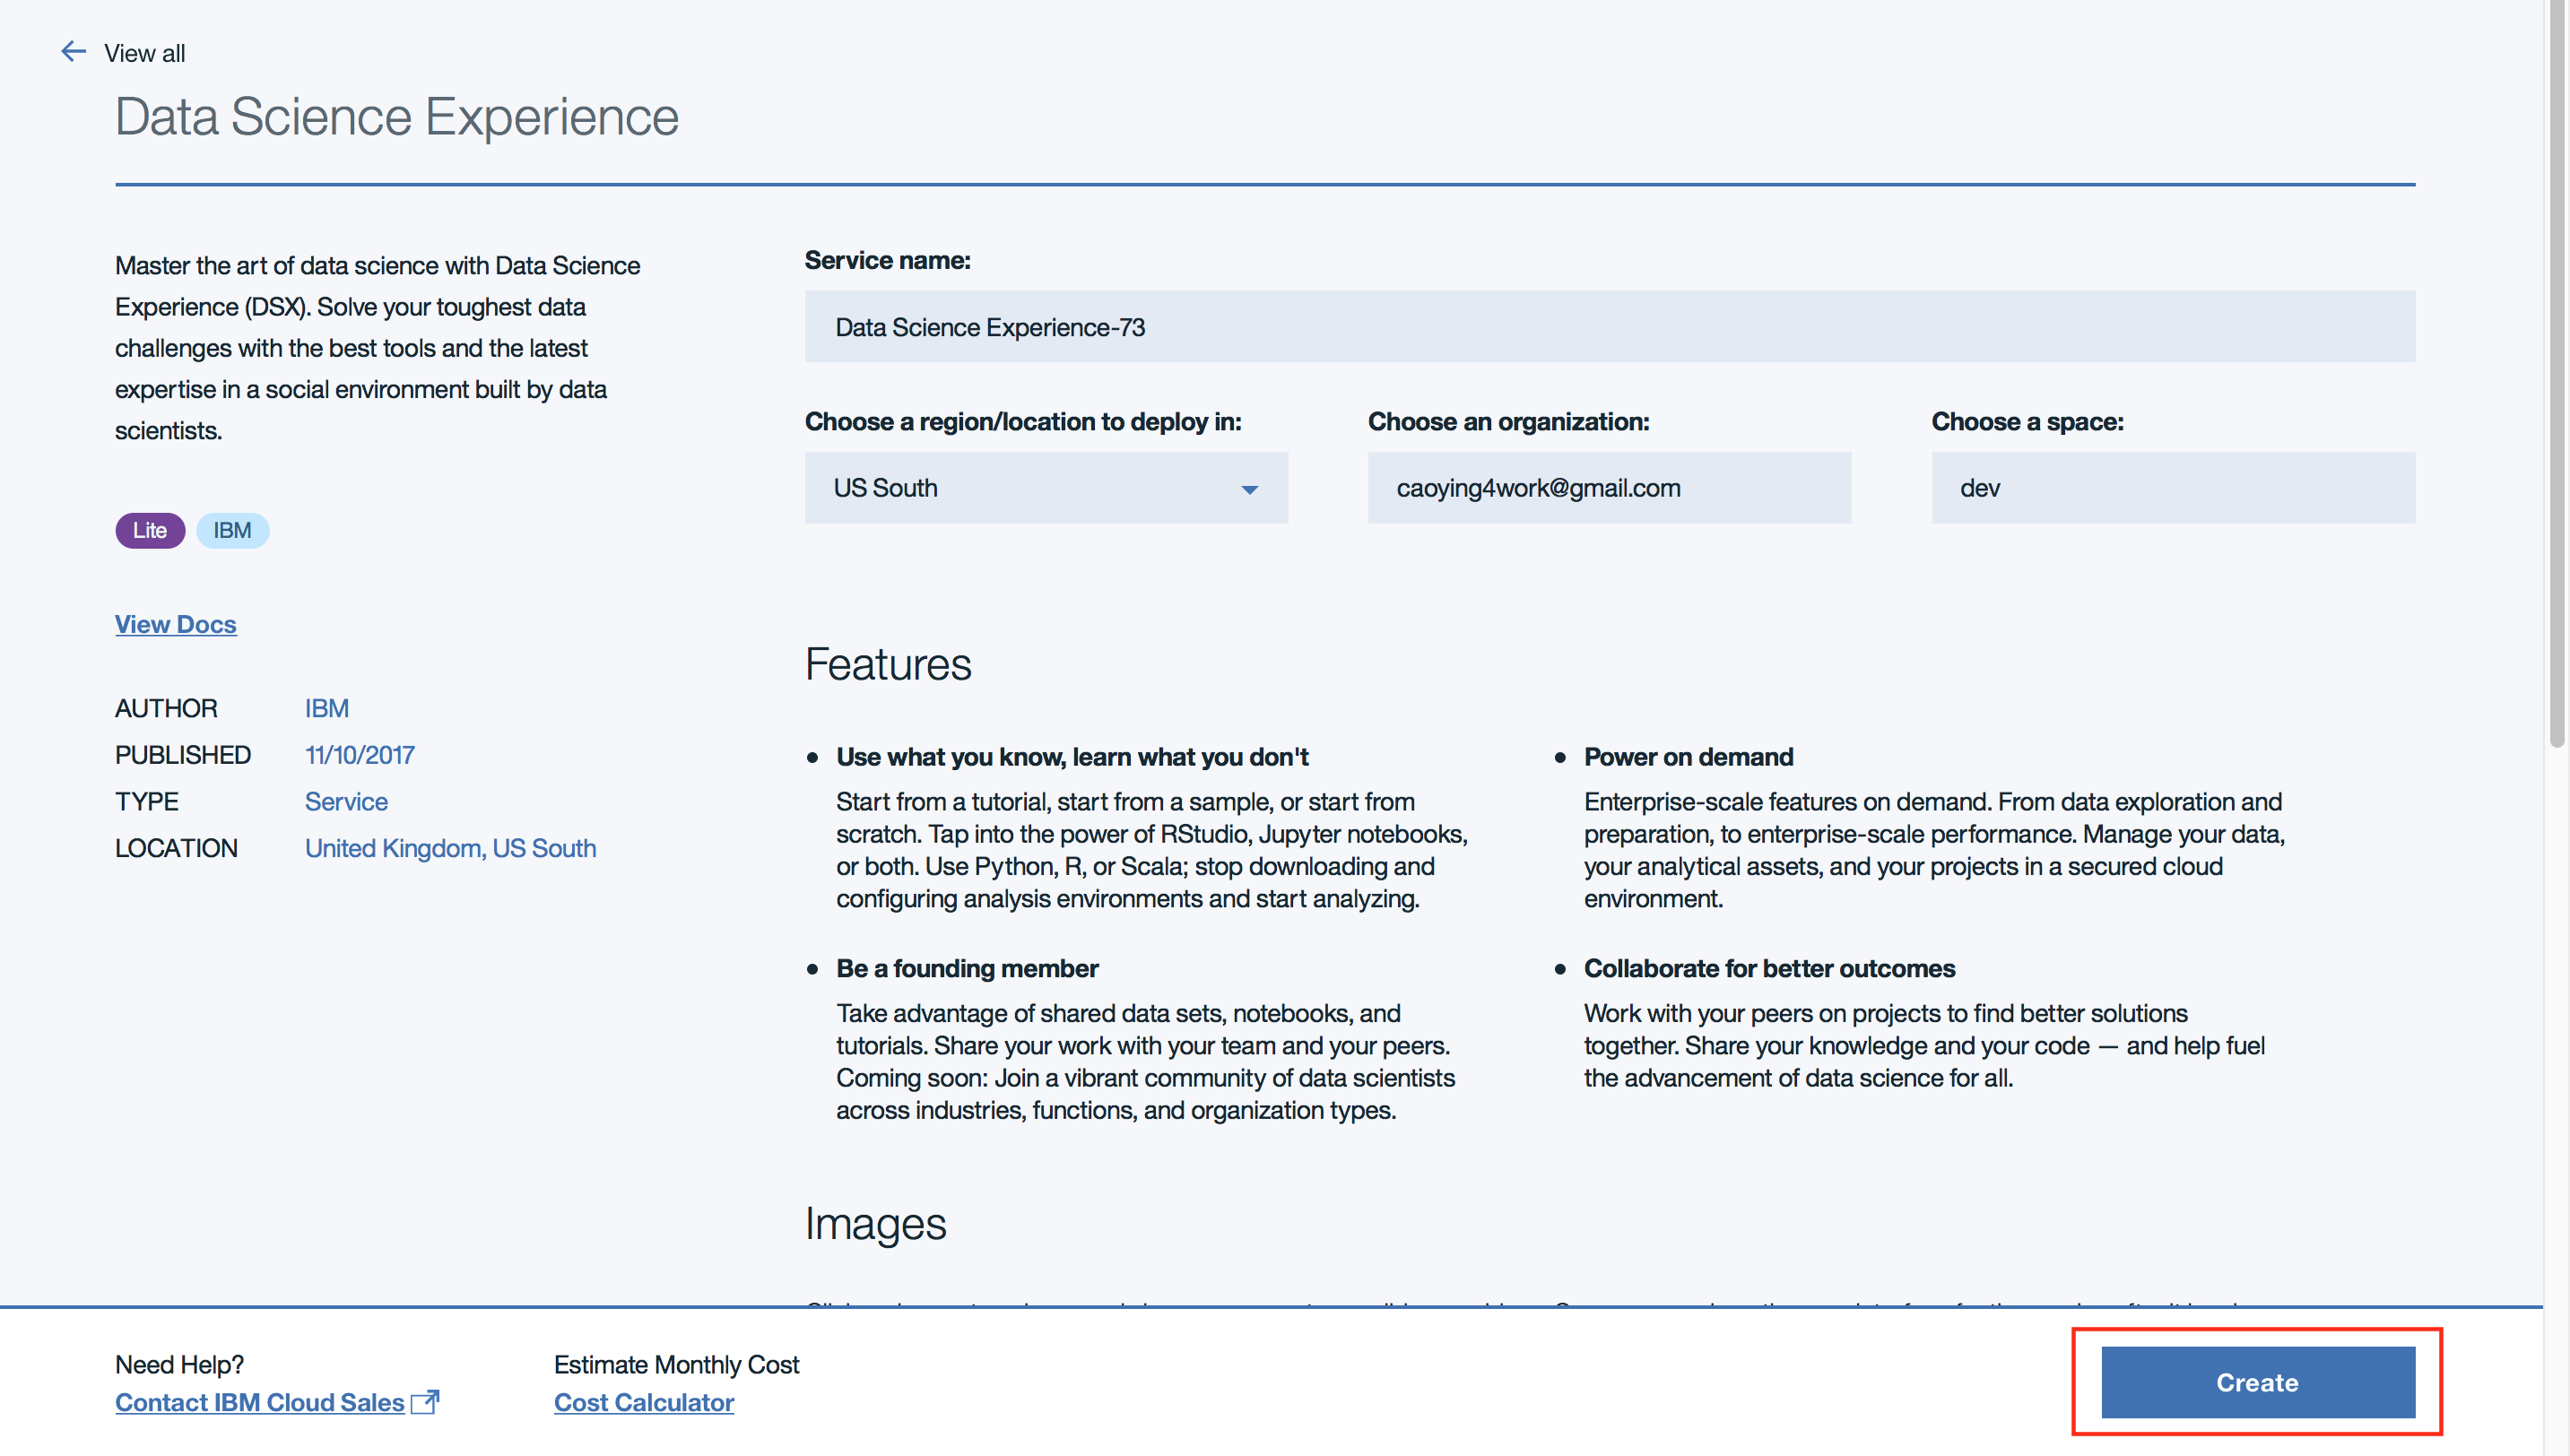 View all
Data Science Experience
Master the art of data science with Data Science
Experience (DSX). Solve your toughest data
challenges with the best tools and the latest
expertise in a social environment built by data
scientists.
Lite IBM
View Docs
AUTHOR IBM
PUBLISHED 11/10/2017
TYPE Service
LOCATION United Kingdom, US South
Service name:
Data Science Experience-73
Choose a region/location to deploy in:
US South
Choose an organization:
caoying4work@gmail.com
Choose a space:
dev
Features
Use what you know, learn what you don't
Start from a tutorial, start from a sample, or start from
scratch. Tap into the power of RStudio, Jupyter notebooks,
or both. Use Python, R, or Scala; stop downloading and
configuring analysis environments and start analyzing.
Power on demand
Enterprise-scale features on demand. From data exploration and
preparation, to enterprise-scale performance. Manage your data,
your analytical assets, and your projects in a secured cloud
environment.
Be a founding member
Take advantage of shared data sets, notebooks, and
tutorials. Share your work with your team and your peers.
Coming soon: Join a vibrant community of data scientists
across industries, functions, and organization types.
Collaborate for better outcomes
Work with your peers on projects to find better solutions
together. Share your knowledge and your code — and help fuel
the advancement of data science for all.
Images
Need Help?
Contact IBM Cloud Sales
Estimate Monthly Cost
Cost Calculator
Create